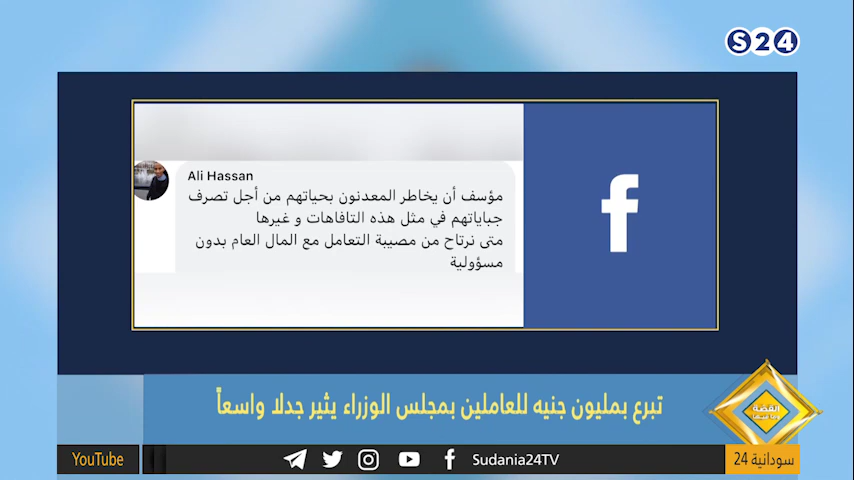 S24
Ali Hassan
مؤسف أن يخاطر المعدنون بحياتهم من أجل تصرف
جباياتهم في مثل هذه التافاهات و غيرها
متى نرتاح من مصيبة التعامل مع المال العام بدون
مسؤولية
f
تبرع بمليون جنيه للعاملين بمجلس الوزراء يثير جدلا واسعاً
القصة
YouTube
Sudania24TV
سودانية 24